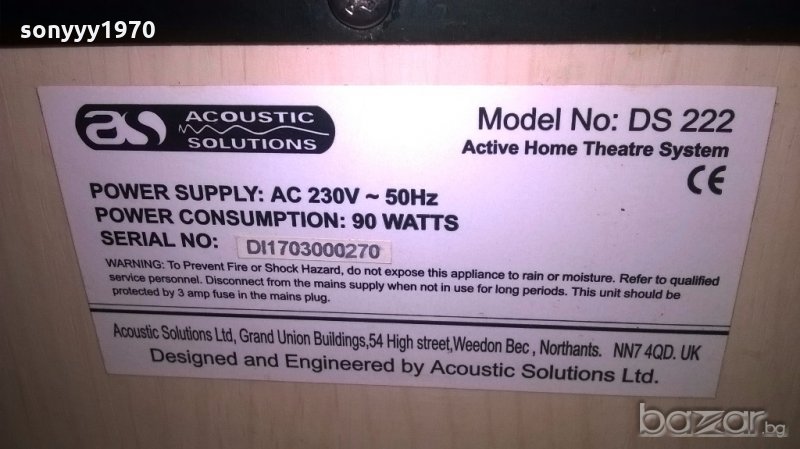 sonyyy1970
as ACOUSTIC
SOLUTIONS
Model No: DS 222
Active Home Theatre System
CE
POWER SUPPLY: AC 230V ~ 50Hz
POWER CONSUMPTION: 90 WATTS
SERIAL NO: DI1703000270
WARNING: To Prevent Fire or Shock Hazard, do not expose this appliance to rain or moisture. Refer to qualified
service personnel. Disconnect from the mains supply when not in use for long periods. This unit should be
protected by 3 amp fuse in the mains plug.
Acoustic Solutions Ltd, Grand Union Buildings,54 High street,Weedon Bec , Northants. NN7 4QD. UK
Designed and Engineered by Acoustic Solutions Ltd.
bazar.bg